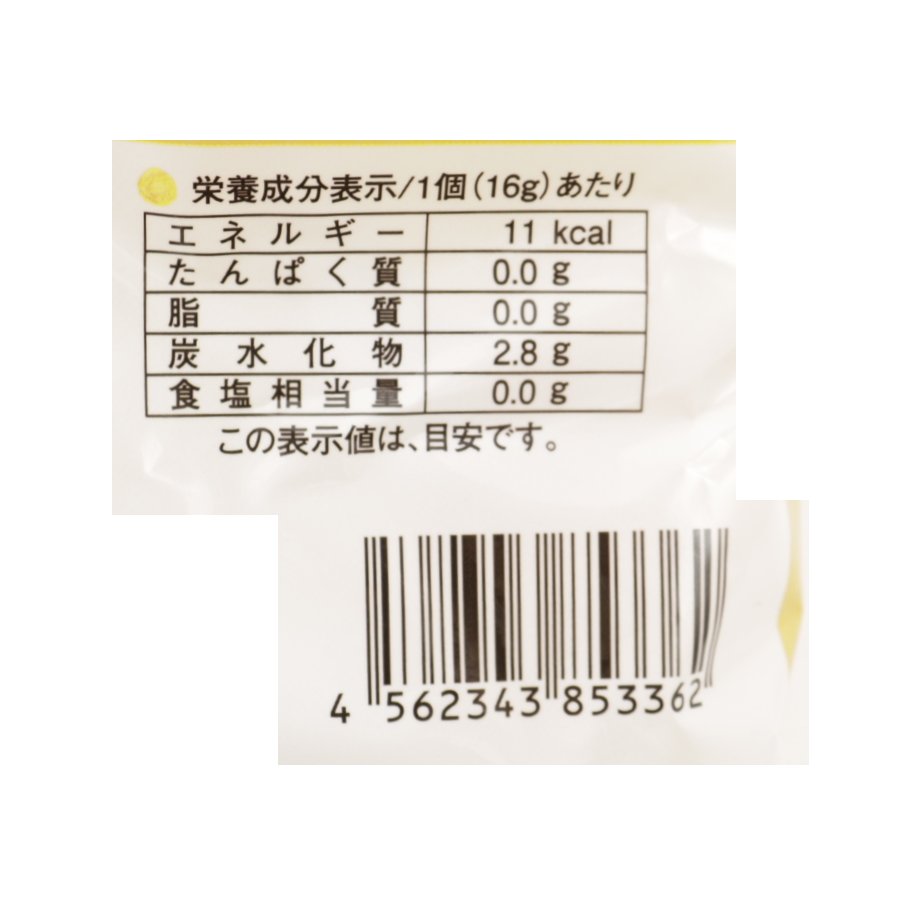 栄養成分表示/1個(16g)あたり
エネルギー 11 kcal
たんぱく質 0.0 g
脂質 0.0 g
炭水化物 2.8 g
食塩相当量 0.0 g
この表示値は、目安です。
4 562343 853362